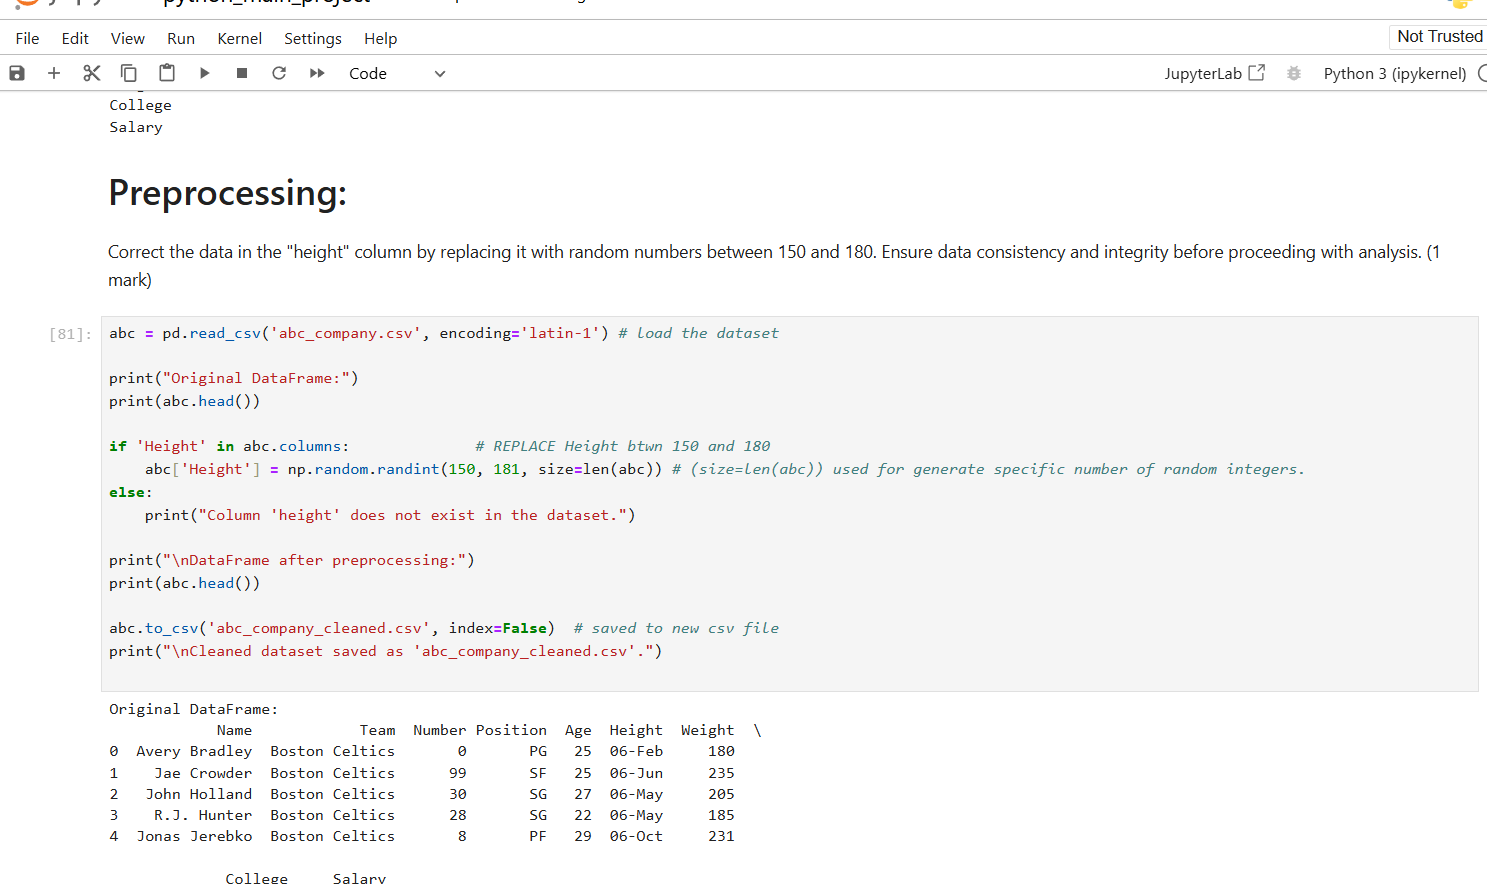 python_main_project
File Edit View Run Kernel Settings Help
Not Trusted
Code
JupyterLab
Python 3 (ipykernel)
College
Salary
Preprocessing:
Correct the data in the "height" column by replacing it with random numbers between 150 and 180. Ensure data consistency and integrity before proceeding with analysis. (1
mark)
[81]:
abc = pd.read_csv('abc_company.csv', encoding='latin-1') # load the dataset
print("Original DataFrame:")
print(abc.head())
if 'Height' in abc.columns:              # REPLACE Height btwn 150 and 180
    abc['Height'] = np.random.randint(150, 181, size=len(abc)) # (size=len(abc)) used for generate specific number of random integers.
else:
    print("Column 'height' does not exist in the dataset.")
print("\nDataFrame after preprocessing:")
print(abc.head())
abc.to_csv('abc_company_cleaned.csv', index=False)  # saved to new csv file
print("\nCleaned dataset saved as 'abc_company_cleaned.csv'.")
Original DataFrame:
            Name            Team  Number Position  Age  Height  Weight  \
0  Avery Bradley  Boston Celtics       0       PG   25  06-Feb     180
1    Jae Crowder  Boston Celtics      99       SF   25  06-Jun     235
2   John Holland  Boston Celtics      30       SG   27  06-May     205
3    R.J. Hunter  Boston Celtics      28       SG   22  06-May     185
4  Jonas Jerebko  Boston Celtics       8       PF   29  06-Oct     231
             College     Salary